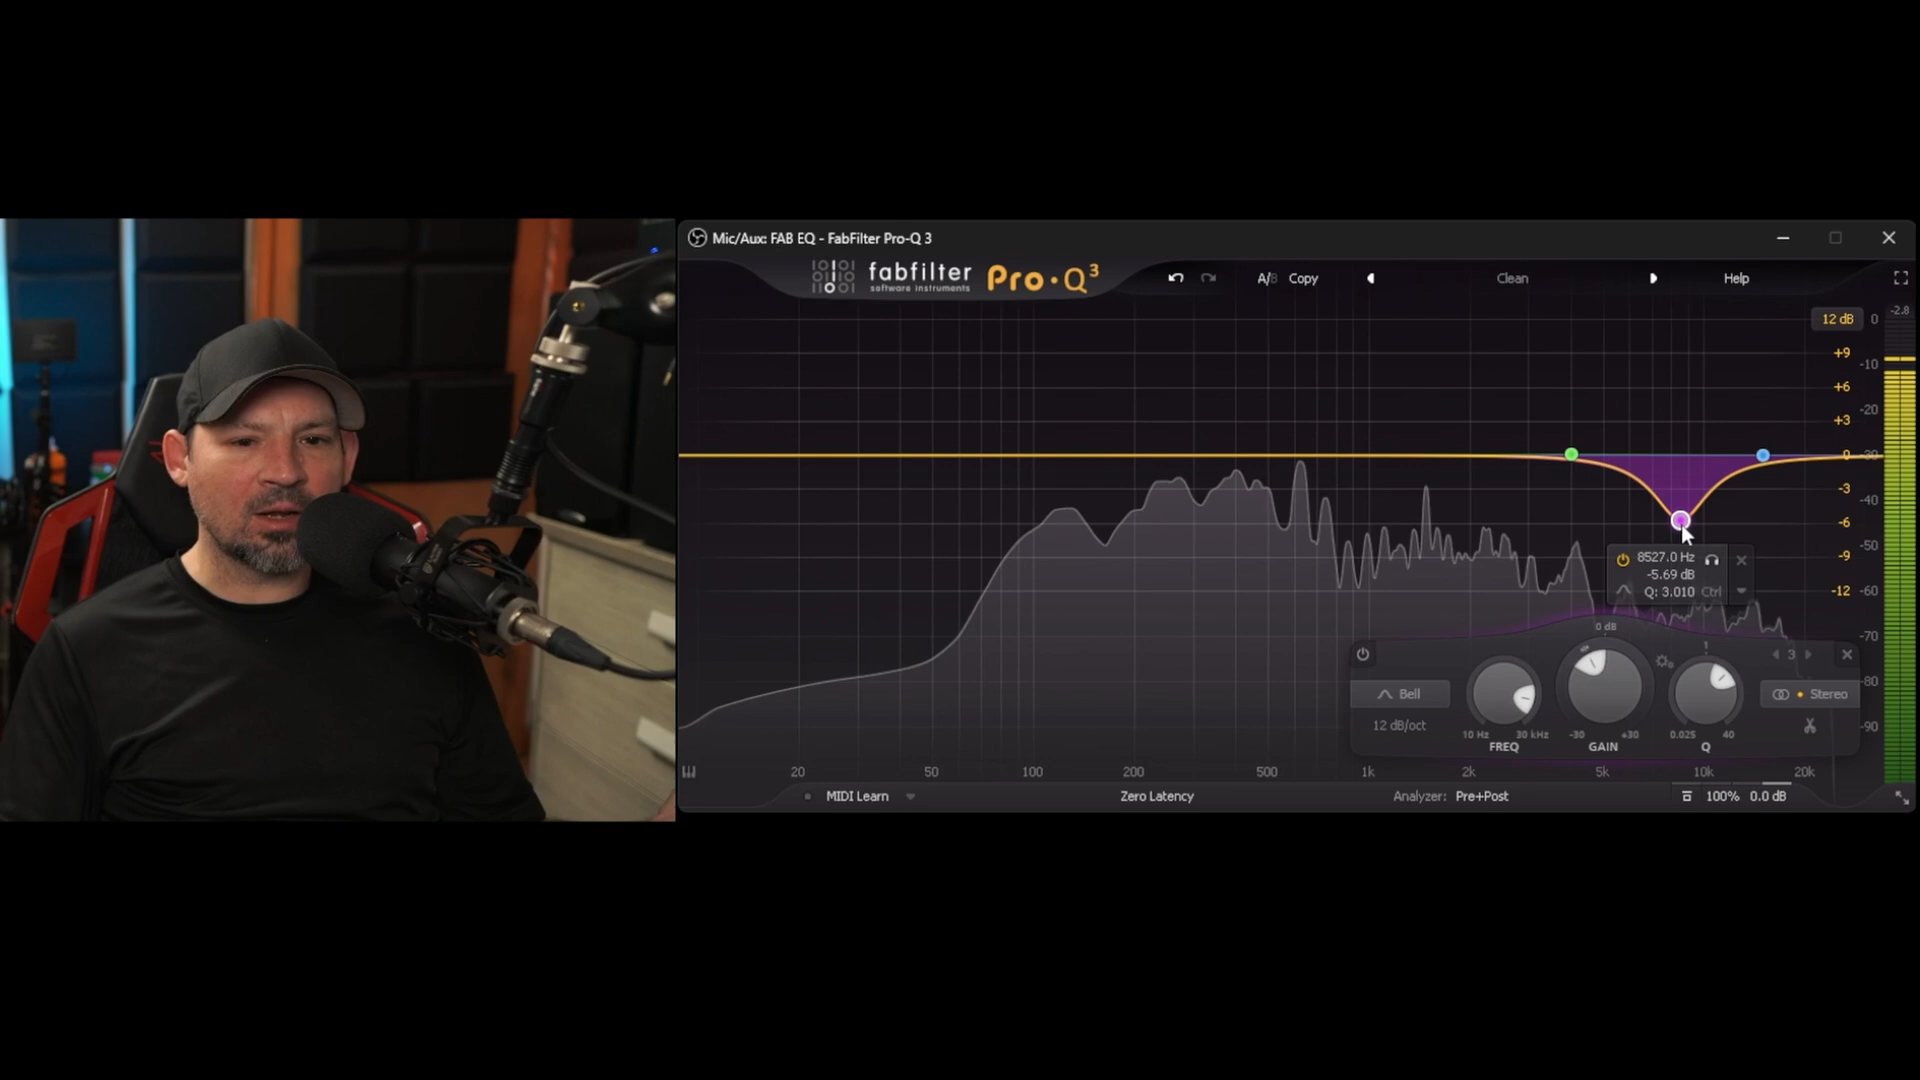 Mic/Aux: FAB EQ - FabFilter Pro-Q 3
fabfilter
software instruments
Pro·Q³
A/B Copy
Clean
Help
12 dB 0 -2.8
+9 -10
+6
-20
+3
0 -30
-3 -40
-6
-50
-9
-12 -60
-70
-80
-90
8527.0 Hz
-5.69 dB
Q: 3.010 Ctrl
0 dB
3
Bell
12 dB/oct
10 Hz 30 kHz
FREQ
-30 +30
GAIN
0.025 1 40
Q
Stereo
20 50 100 200 500 1k 2k 5k 10k 20k
MIDI Learn
Zero Latency
Analyzer: Pre+Post
100% 0.0 dB